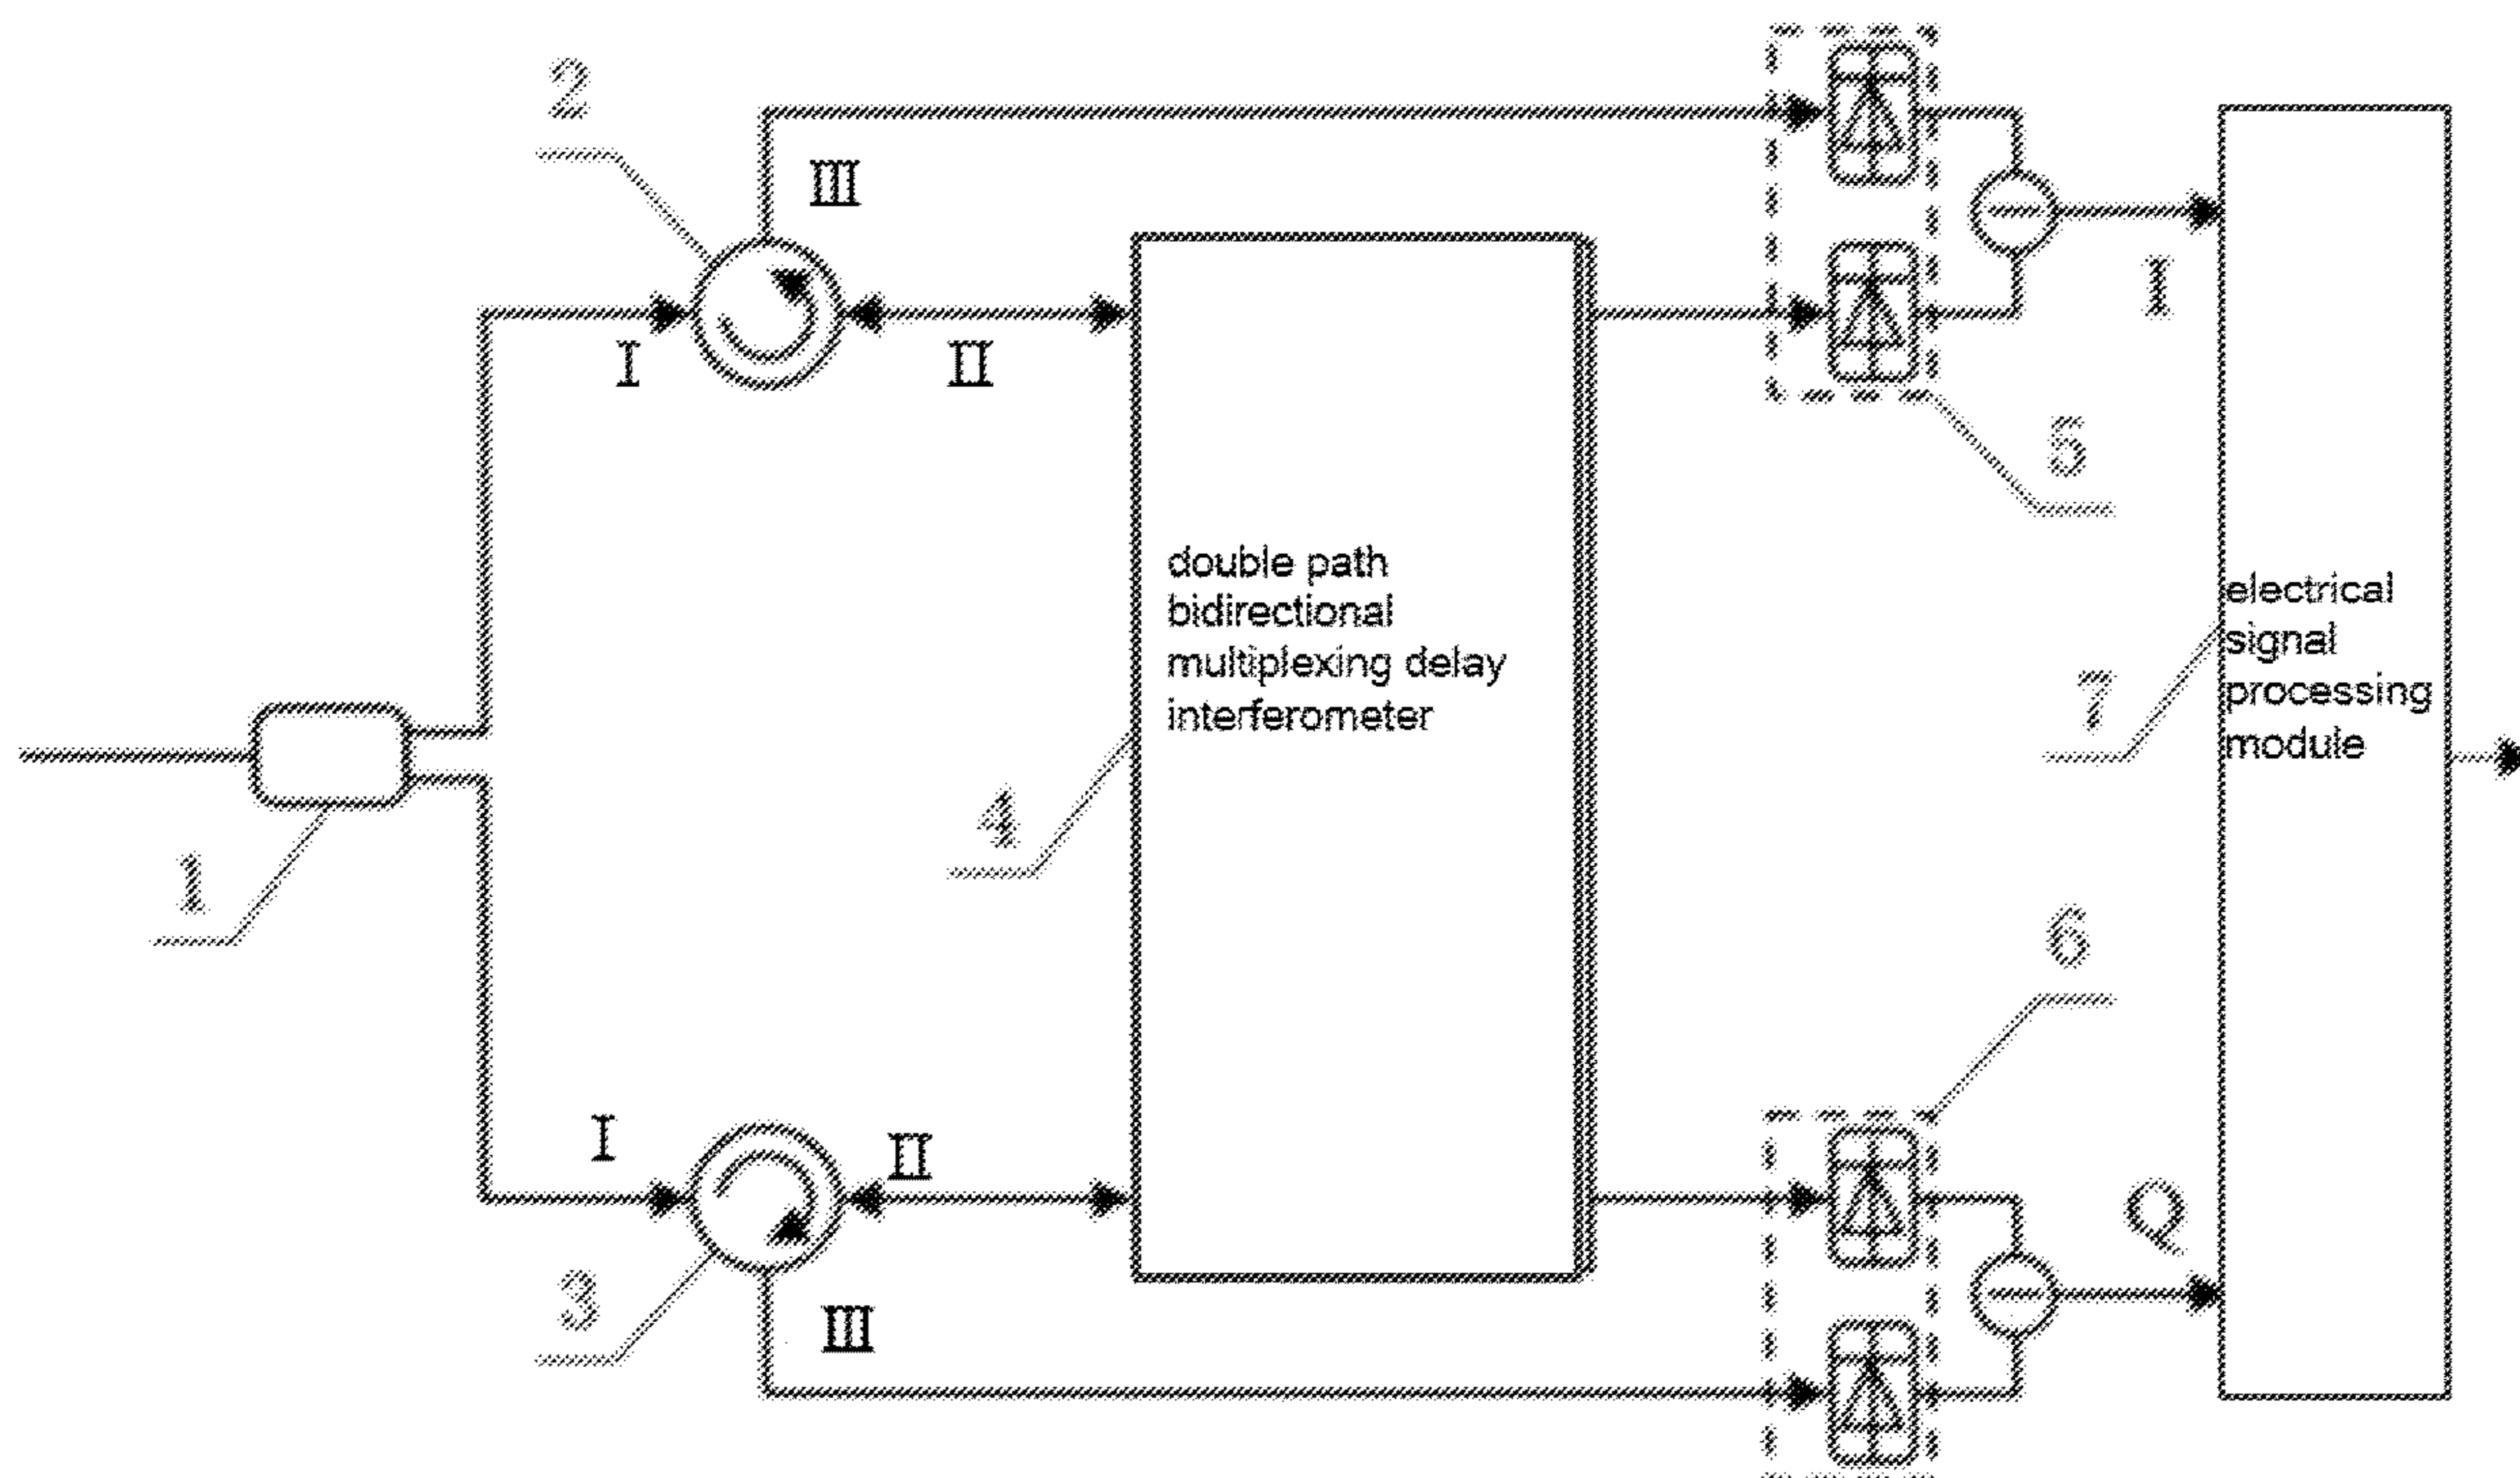 2
III
I
II
I
5
double path
bidirectional
multiplexing delay
interferometer
electrical
signal
processing
module
7
4
1
6
I
II
Q
3
III